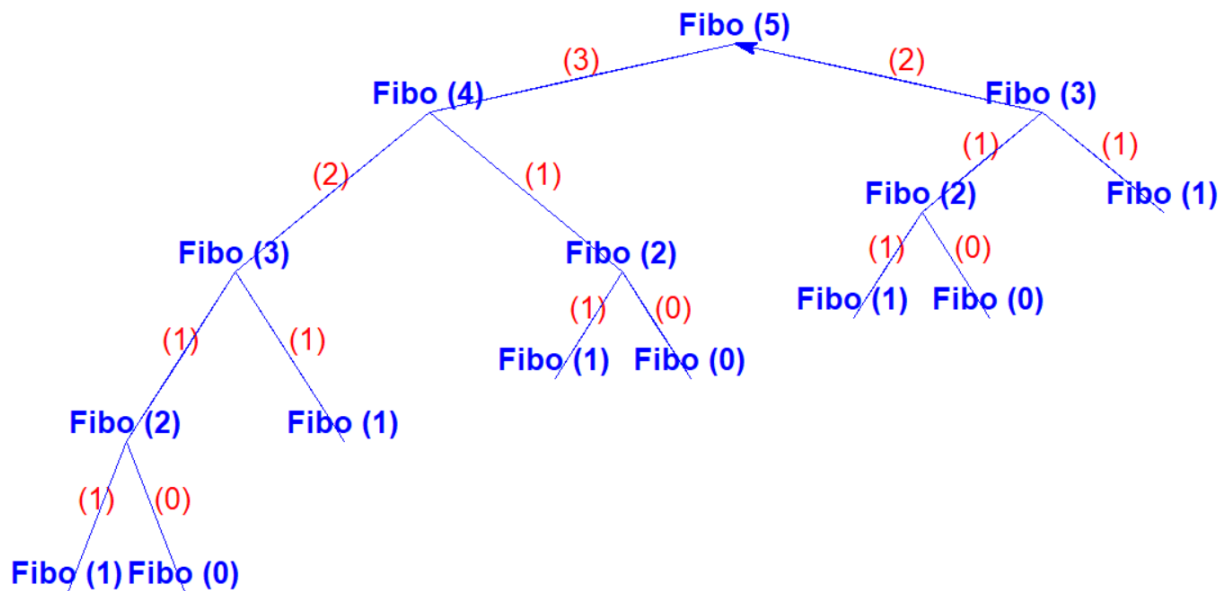 Fibo (5)
(3) (2)
Fibo (4) Fibo (3)
(2) (1) (1) (1)
Fibo (2) Fibo (1)
Fibo (3) Fibo (2) (1) (0)
Fibo (1) Fibo (0)
(1) (1) (1) (0)
Fibo (1) Fibo (0)
Fibo (2) Fibo (1)
(1) (0)
Fibo (1) Fibo (0)